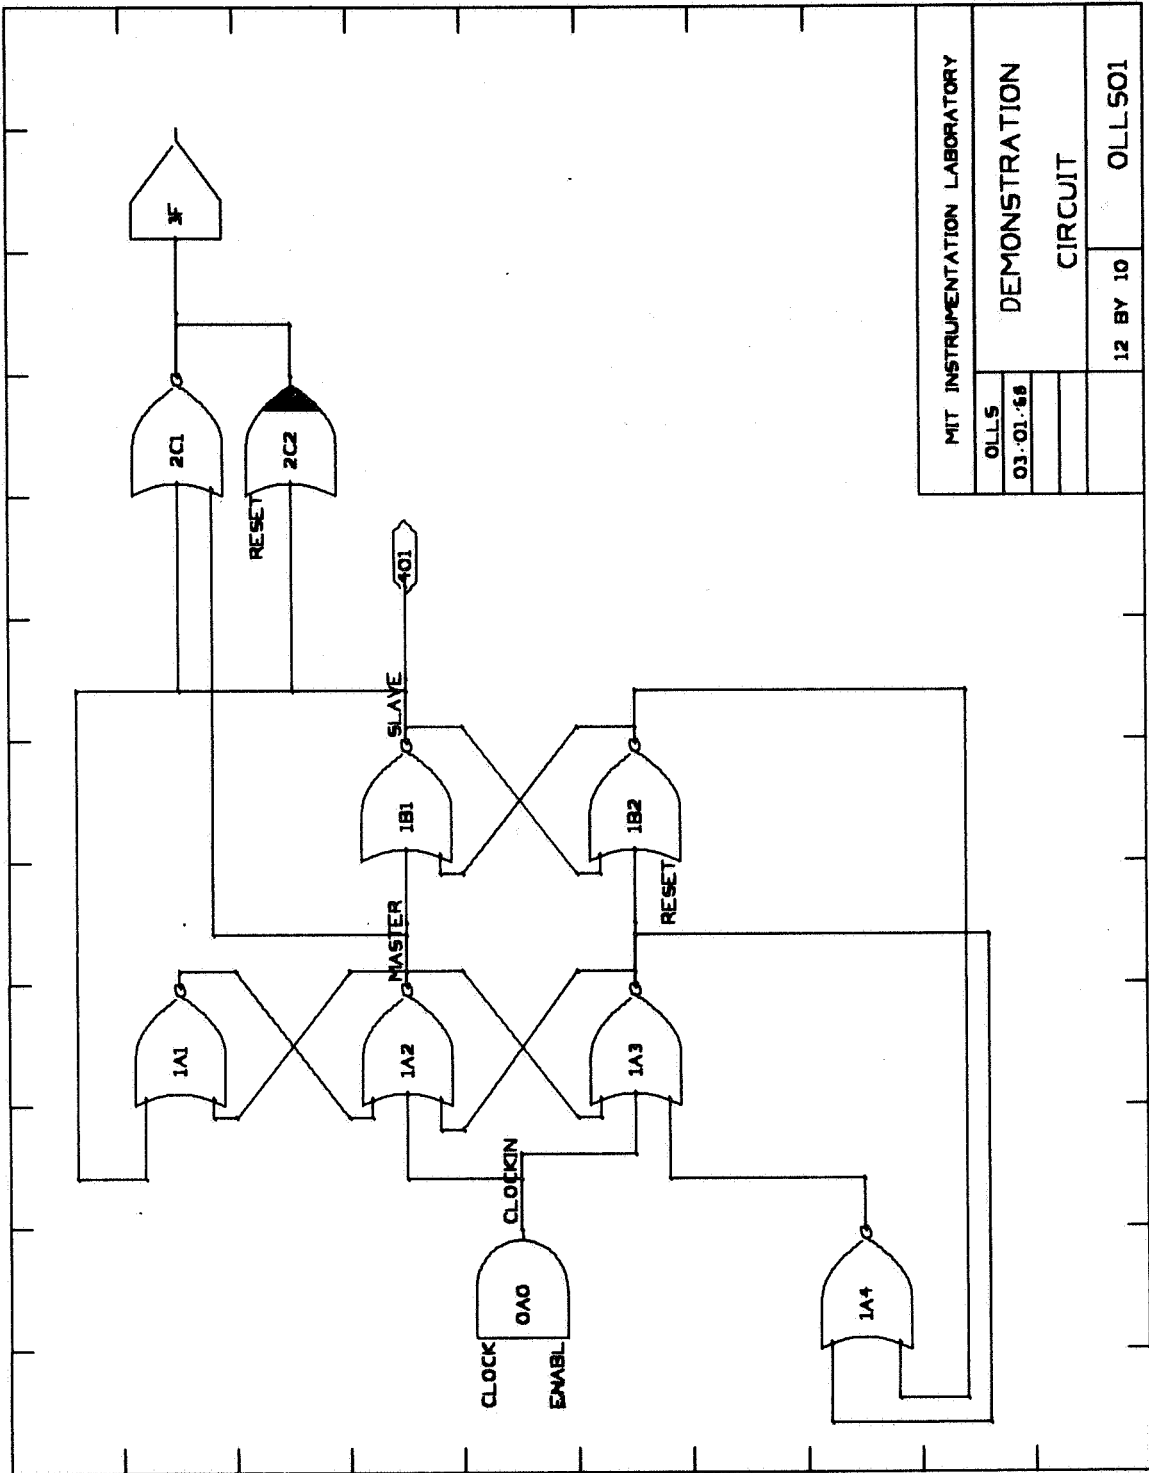 1A1
2C1
3F
RESET
2C2
MASTER
SLAVE
1A2
1B1
401
CLOCK
CLOCKIN
0A0
ENABL
1A3
1B2
RESET
1A4
MIT INSTRUMENTATION LABORATORY
OLLS
DEMONSTRATION
03-01-68
CIRCUIT
12 BY 10
OLLS01